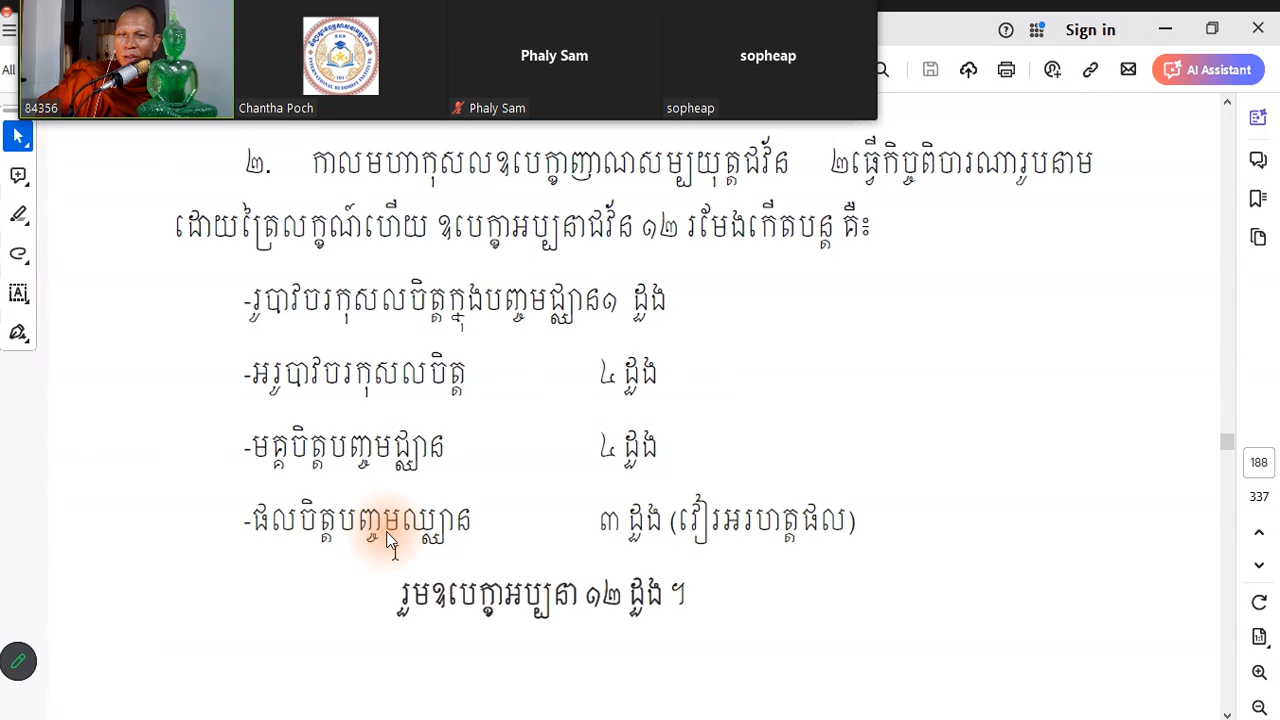 Phaly Sam
sopheap
84356
Chantha Poch
Phaly Sam
sopheap
Sign in
All
AI Assistant
២. កាលមហាកុសលឧបេក្ខាញាណសម្បយុត្តជវ័ន ២ធ្វើកិច្ចពិចារណារូបនាម
ដោយត្រៃលក្ខណ៍ហើយ ឧបេក្ខាអប្បនាជវ័ន ១២ រមែងកើតបន្ត គឺ៖
-រូបាវចរកុសលចិត្តក្នុងបញ្ចមជ្ឈាន១ ដួង
-អរូបាវចរកុសលចិត្ត ៤ ដួង
-មគ្គចិត្តបញ្ចមជ្ឈាន ៤ ដួង
-ផលចិត្តបញ្ចមឈ្ឈាន ៣ ដួង (វៀរអរហត្តផល)
រួមឧបេក្ខាអប្បនា ១២ ដួង ។
188
337
1:1